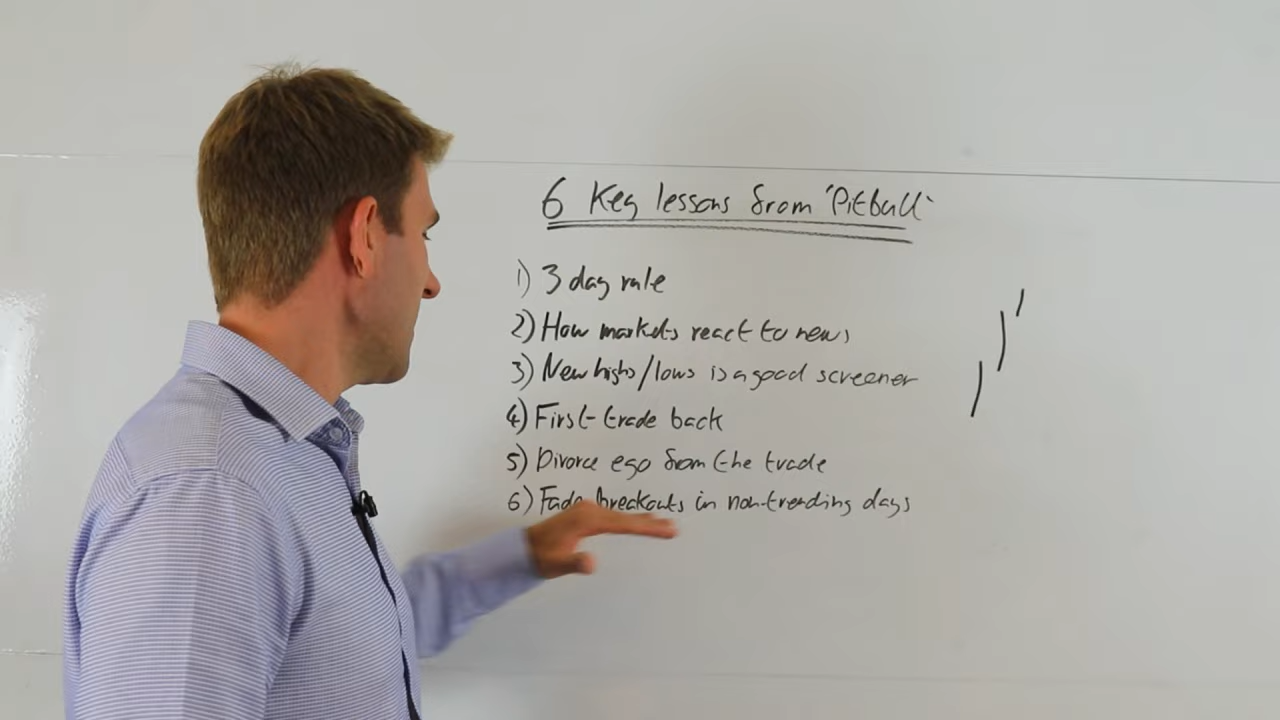 6 Key lessons from 'Pitbull'
1) 3 day rule
2) How markets react to news
3) New highs/lows is a good screener
4) First trade back
5) Divorce ego from the trade
6) Fade breakouts in non-trending days